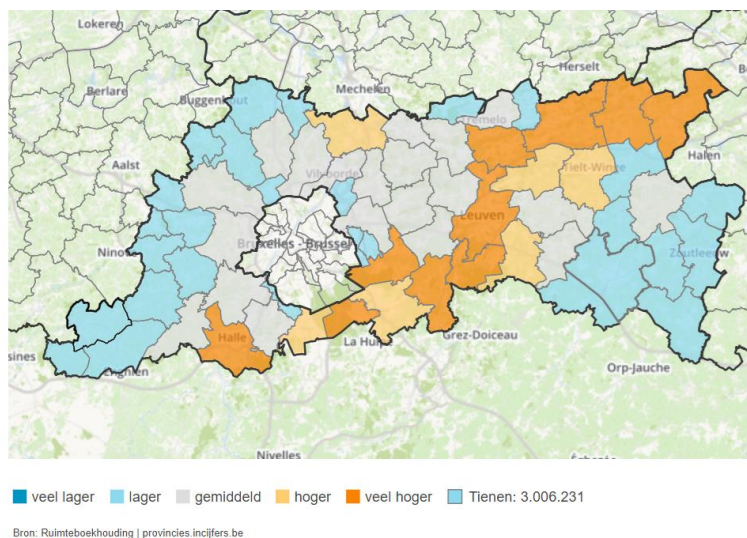 Lokeren
Herselt
Berlare
Mechelen
Buggenhout
Tremelo
Aalst
Halen
Tielt-Winge
Vilvoorde
Leuven
Bruxelles - Brussel
Ninove
Zoutleeuw
Halle
La Hulpe
Grez-Doiceau
Enghien
Orp-Jauche
Nivelles
veel lager lager gemiddeld hoger veel hoger Tienen: 3.006.231
Bron: Ruimteboekhouding | provincies.incijfers.be